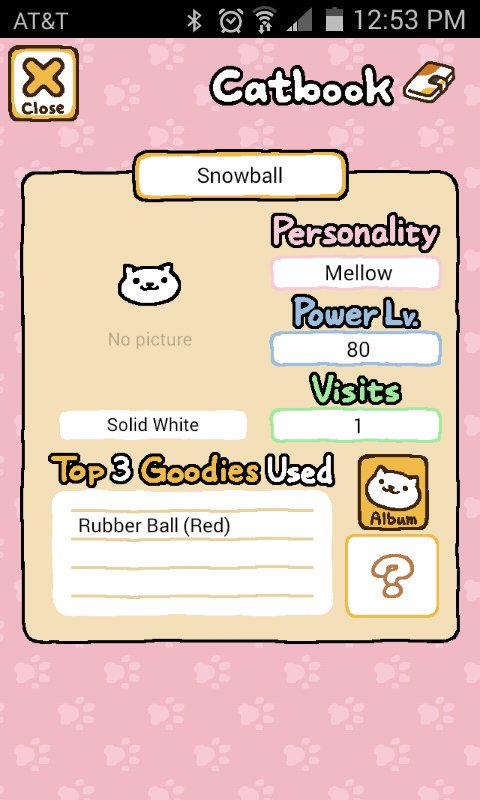 AT&T 12:53 PM
Close
Catbook
Snowball
Personality
Mellow
Power Lv.
80
No picture
Visits
Solid White
1
Top 3 Goodies Used
Rubber Ball (Red)
Album
?